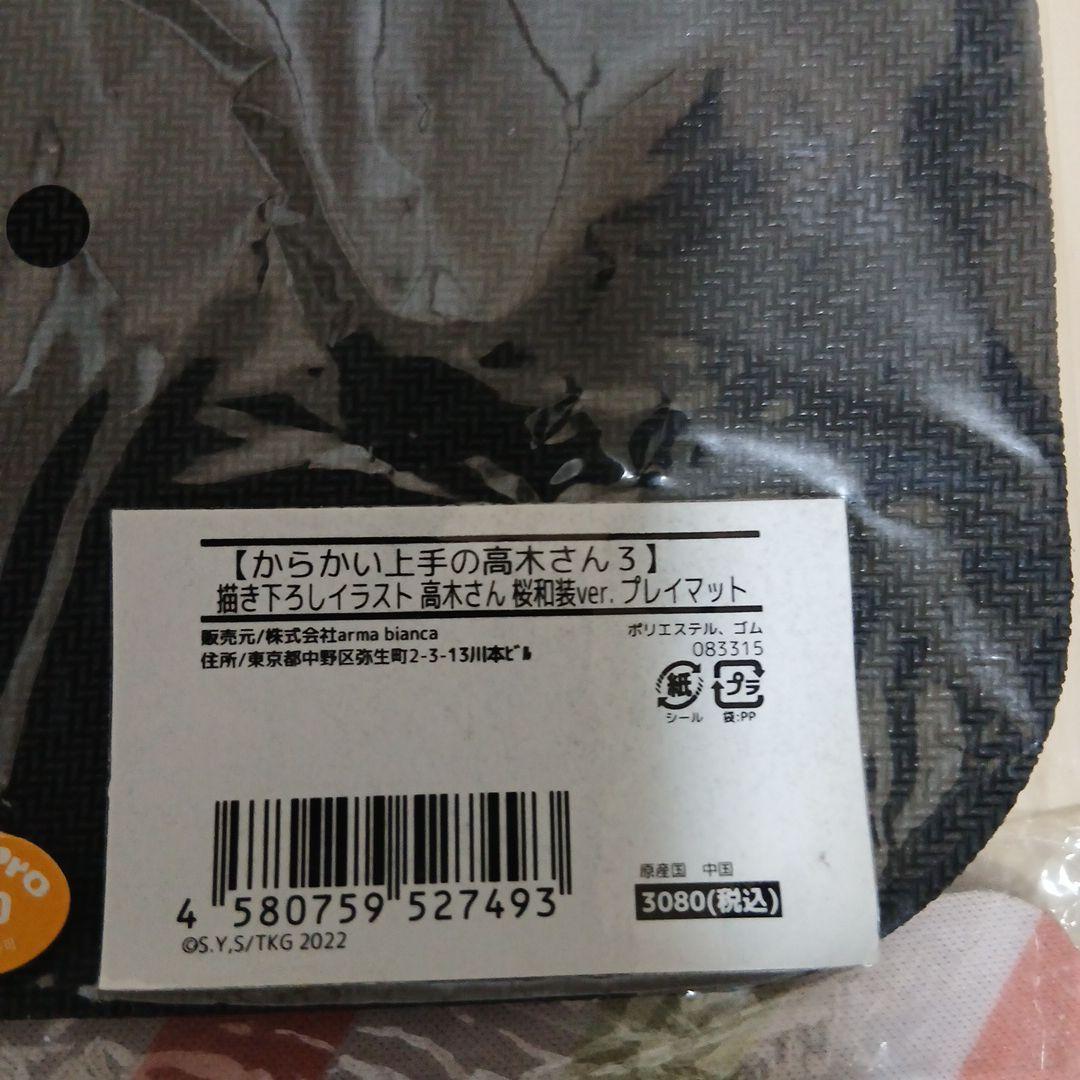 【からかい上手の高木さん３】
描き下ろしイラスト 高木さん 桜和装ver. プレイマット
販売元/株式会社arma bianca
住所/東京都中野区弥生町2-3-13川本ビル
ポリエステル、ゴム
083315
紙
プラ
シール
袋:PP
原産国 中国
3080(税込)
4 580759 527493
©S.Y,S/TKG 2022